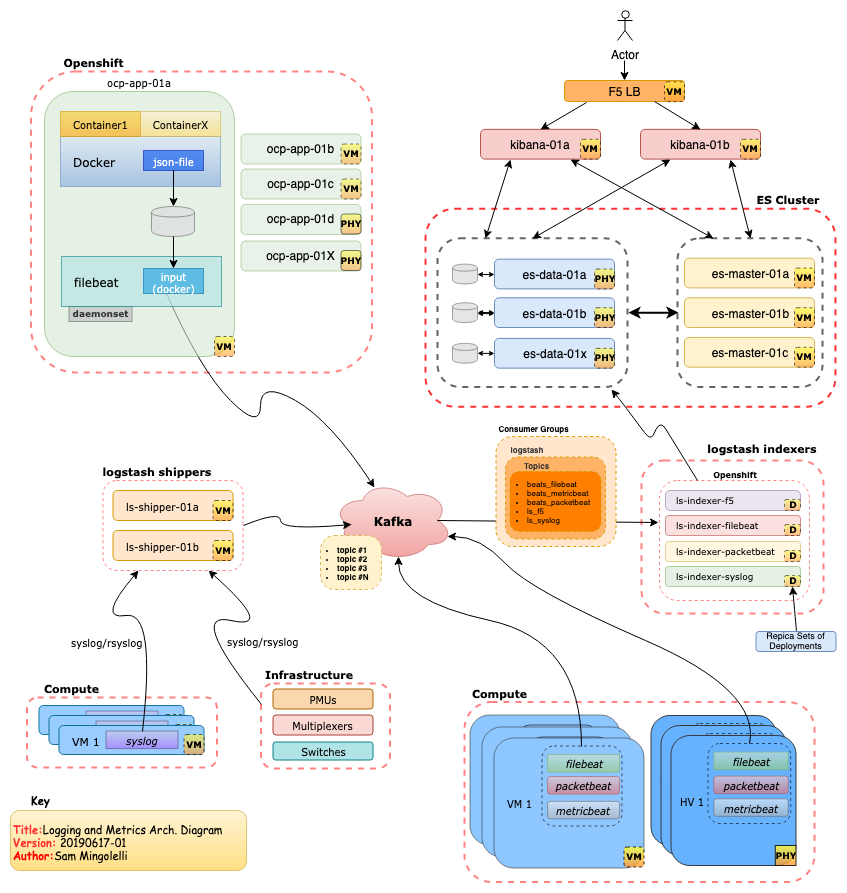 Actor
F5 LB
VM
kibana-01a
VM
kibana-01b
VM
Openshift
ocp-app-01a
Container1
ContainerX
Docker
json-file
filebeat
input
(docker)
daemonset
VM
ocp-app-01b
VM
ocp-app-01c
VM
ocp-app-01d
PHY
ocp-app-01X
PHY
ES Cluster
es-data-01a
PHY
es-data-01b
PHY
es-data-01x
PHY
es-master-01a
VM
es-master-01b
VM
es-master-01c
VM
Consumer Groups
logstash
Topics
• beats_filebeat
• beats_metricbeat
• beats_packetbeat
• ls_f5
• ls_syslog
logstash indexers
Openshift
ls-indexer-f5
D
ls-indexer-filebeat
D
ls-indexer-packetbeat
D
ls-indexer-syslog
D
Repica Sets of
Deployments
logstash shippers
ls-shipper-01a
VM
ls-shipper-01b
VM
Kafka
• topic #1
• topic #2
• topic #3
• topic #N
syslog/rsyslog
syslog/rsyslog
Compute
VM 1
syslog
VM
Infrastructure
PMUs
Multiplexers
Switches
Compute
VM 1
filebeat
packetbeat
metricbeat
VM
HV 1
filebeat
packetbeat
metricbeat
PHY
Key
Title:Logging and Metrics Arch. Diagram
Version: 20190617-01
Author:Sam Mingolelli